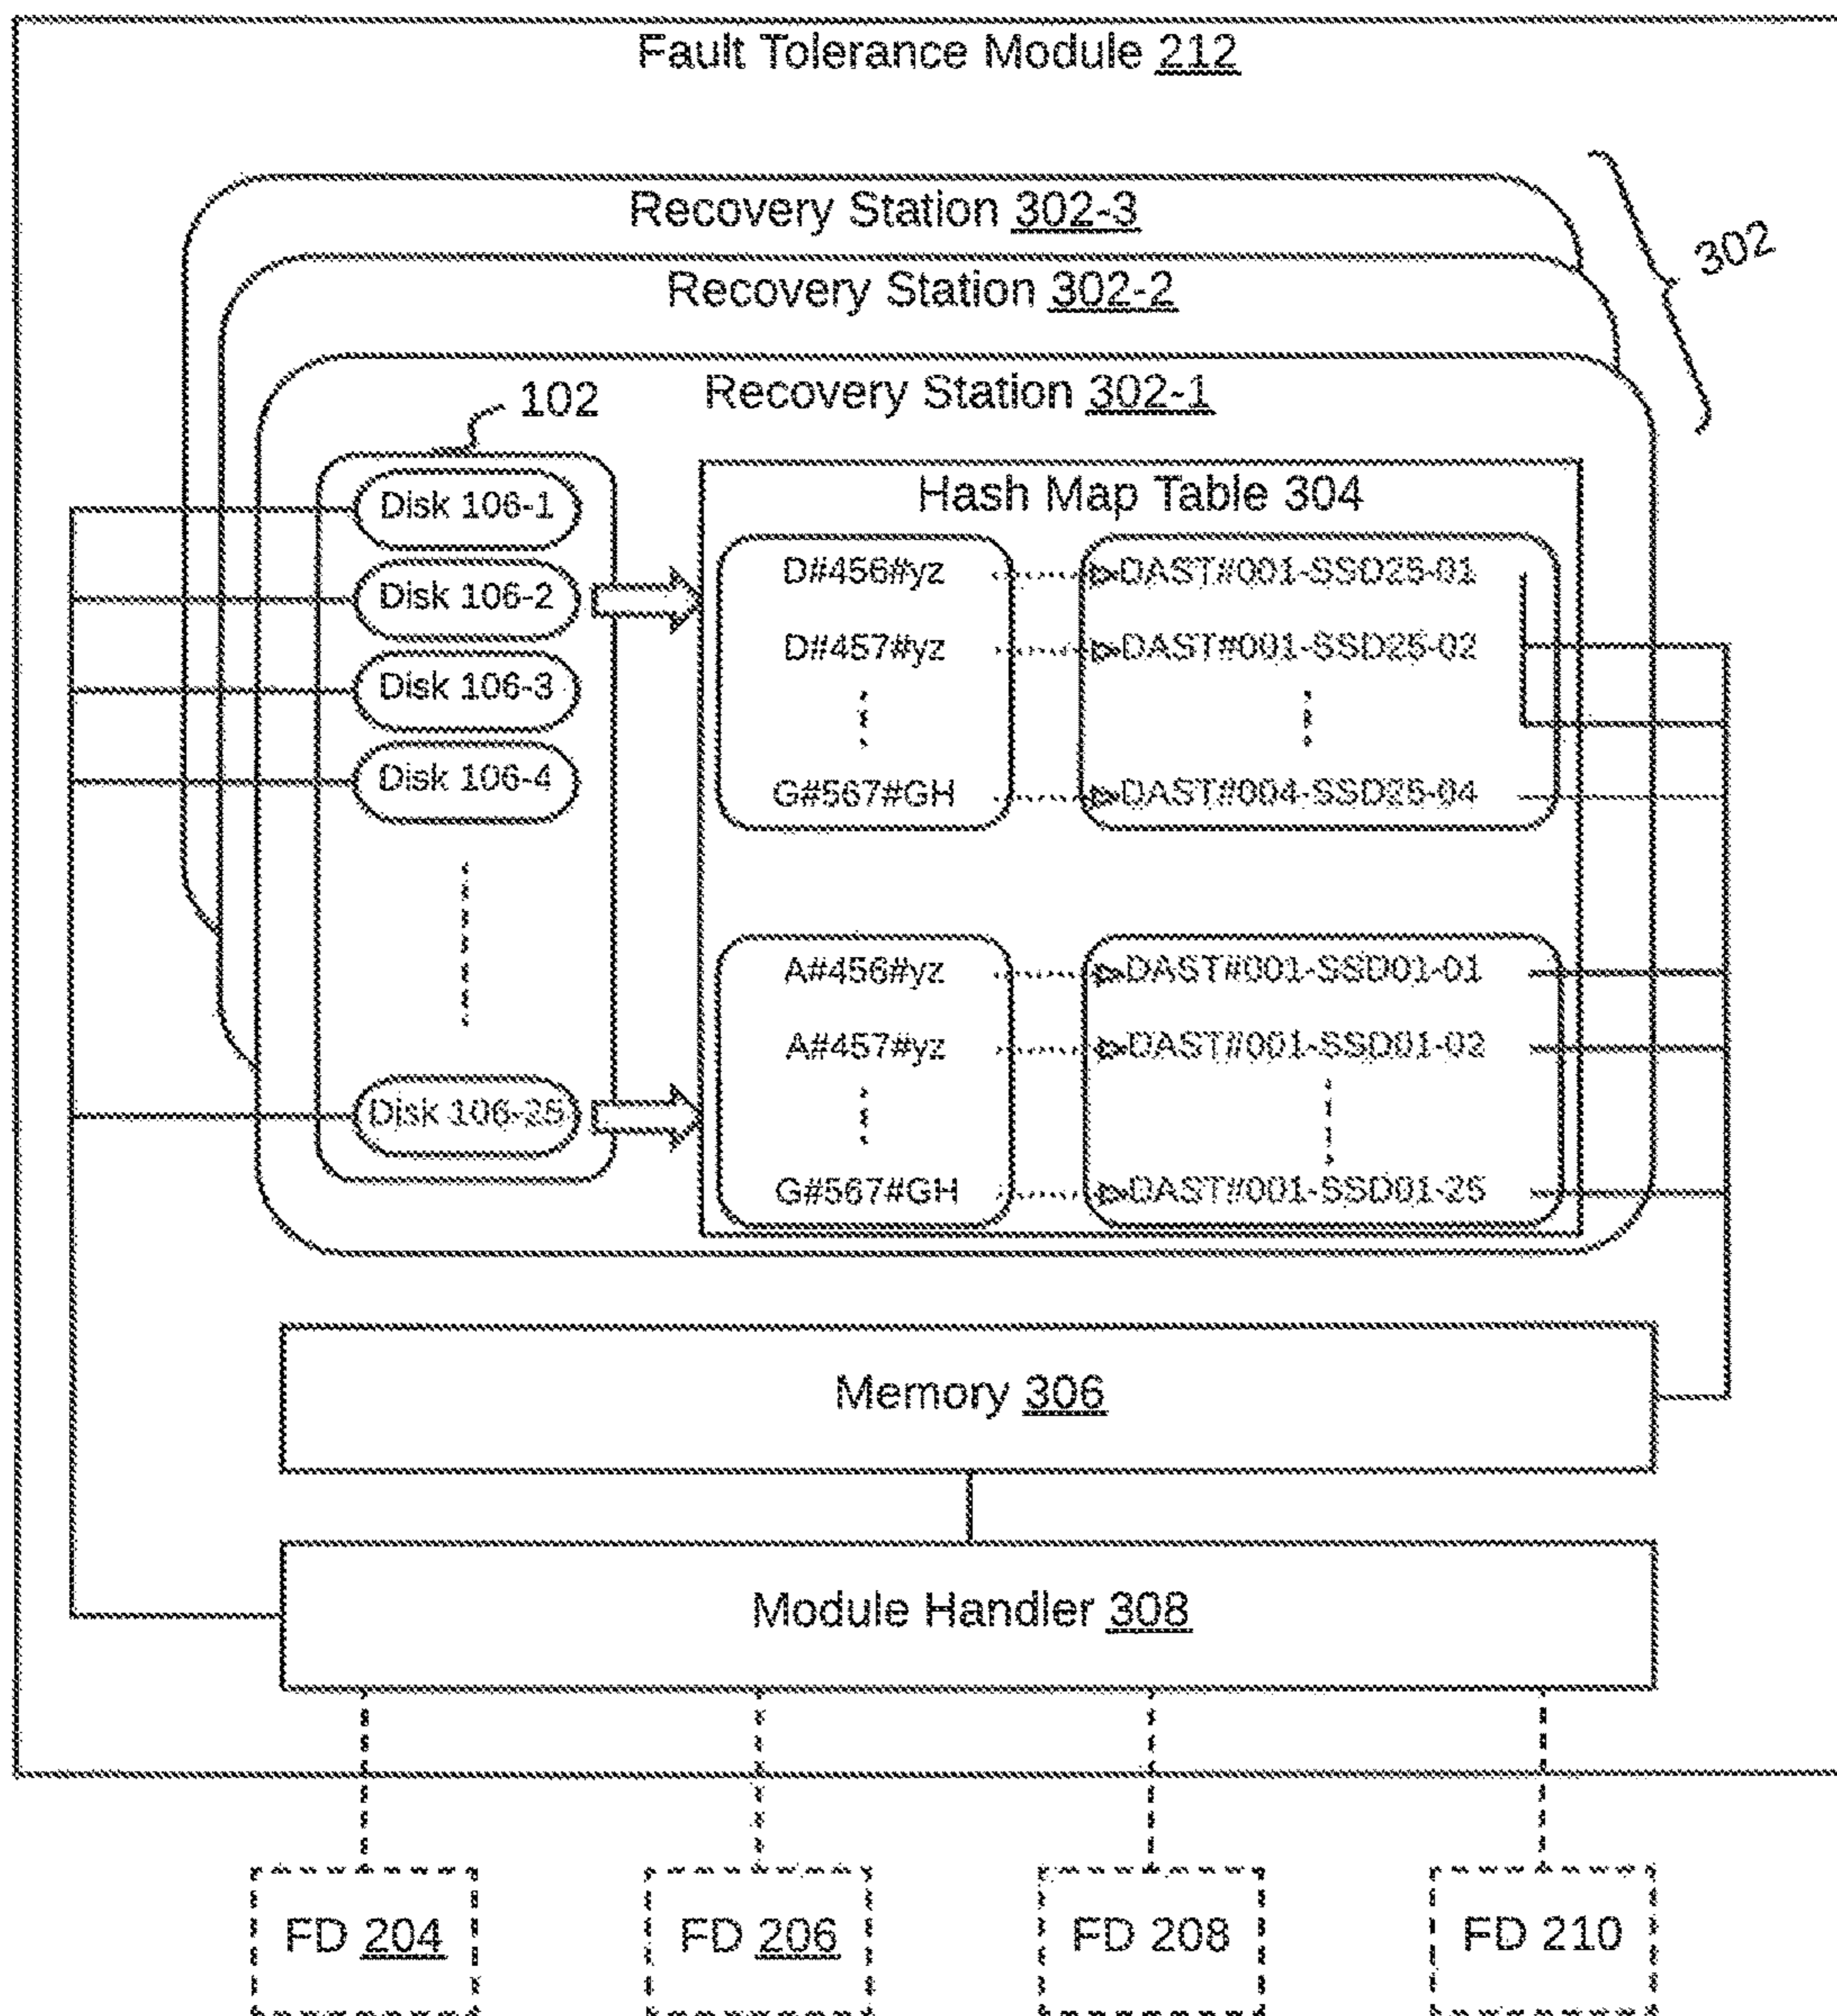 Fault Tolerance Module 212
Recovery Station 302-3
302
Recovery Station 302-2
Recovery Station 302-1
102
Disk 106-1
Disk 106-2
Disk 106-3
Disk 106-4
Disk 106-25
Hash Map Table 304
D#456#yz DAST#001-SSD25-01
D#457#yz DAST#001-SSD25-02
G#567#GH DAST#004-SSD25-04
A#456#yz DAST#001-SSD01-01
A#457#yz DAST#001-SSD01-02
G#567#GH DAST#001-SSD01-25
Memory 306
Module Handler 308
FD 204
FD 206
FD 208
FD 210